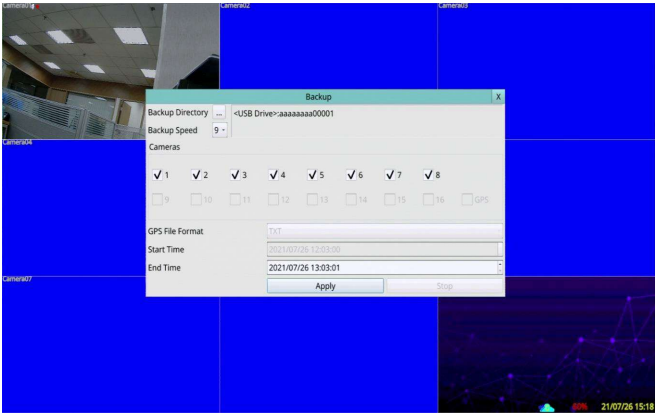 Camera01
Camera02
Camera03
Backup
X
Backup Directory ... <USB Drive>:aaaaaaaa00001
Backup Speed 9
Cameras
1 2 3 4 5 6 7 8
9 10 11 12 13 14 15 16 GPS
GPS File Format TXT
Start Time 2021/07/26 12:03:00
End Time 2021/07/26 13:03:01
Apply Stop
Camera04
Camera07
60% 21/07/26 15:18